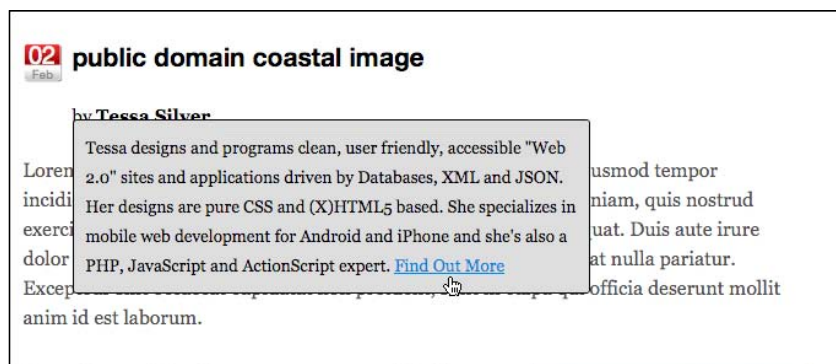 02
Feb
public domain coastal image
by Tessa Silver
Tessa designs and programs clean, user friendly, accessible "Web
2.0" sites and applications driven by Databases, XML and JSON.
Her designs are pure CSS and (X)HTML5 based. She specializes in
mobile web development for Android and iPhone and she's also a
PHP, JavaScript and ActionScript expert. Find Out More
Lorem
usmod tempor
incidi
niam, quis nostrud
exerci
uat. Duis aute irure
dolor
at nulla pariatur.
officia deserunt mollit
anim id est laborum.